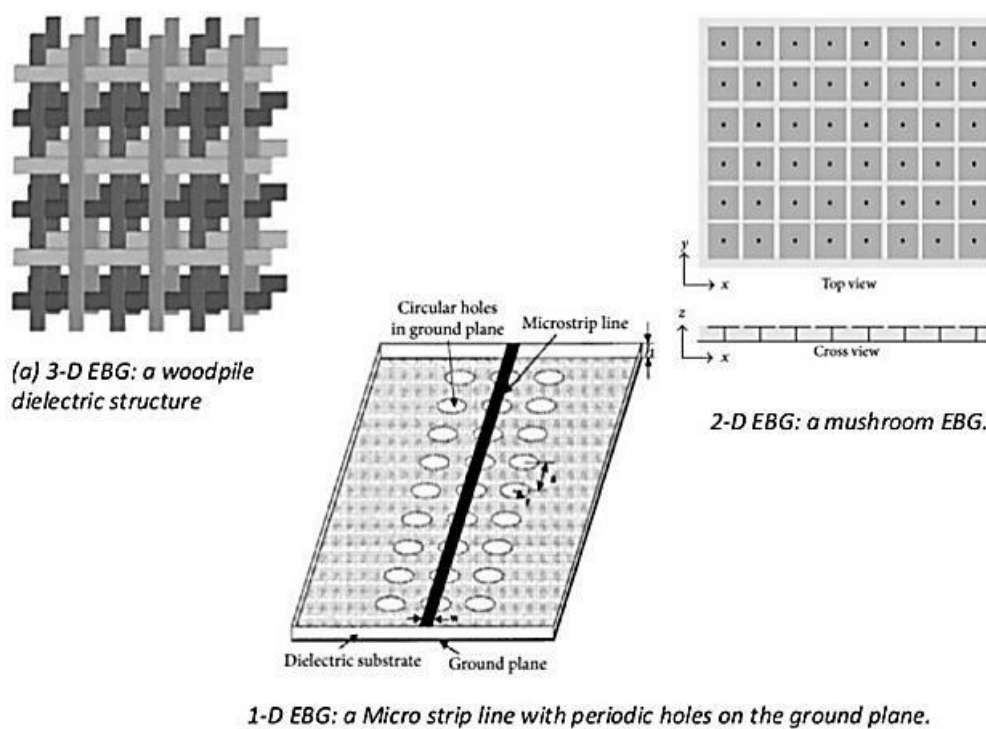 (a) 3-D EBG: a woodpile
dielectric structure
y
x
Top view
z
x
Cross view
2-D EBG: a mushroom EBG.
Circular holes
in ground plane
Microstrip line
Dielectric substrate
Ground plane
1-D EBG: a Micro strip line with periodic holes on the ground plane.